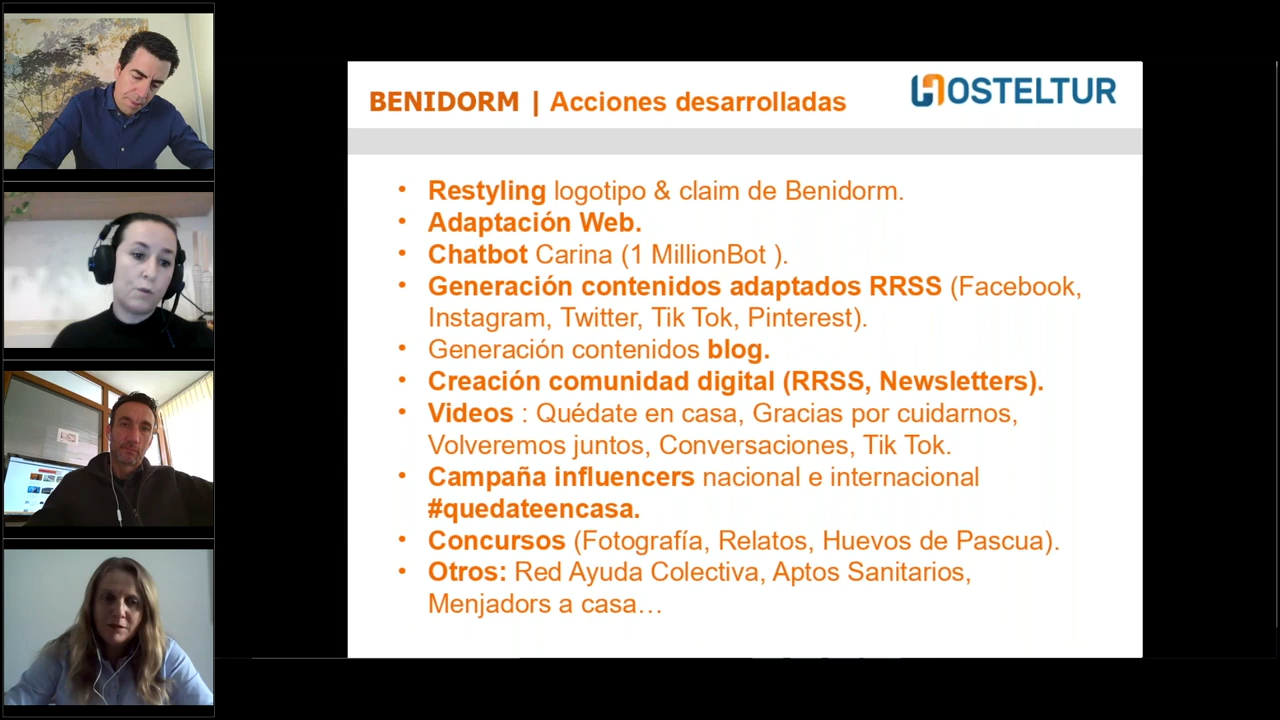 BENIDORM | Acciones desarrolladas
HOSTELTUR
• Restyling logotipo & claim de Benidorm.
• Adaptación Web.
• Chatbot Carina (1 MillionBot ).
• Generación contenidos adaptados RRSS (Facebook,
Instagram, Twitter, Tik Tok, Pinterest).
• Generación contenidos blog.
• Creación comunidad digital (RRSS, Newsletters).
• Videos : Quédate en casa, Gracias por cuidarnos,
Volveremos juntos, Conversaciones, Tik Tok.
• Campaña influencers nacional e internacional
#quedateencasa.
• Concursos (Fotografía, Relatos, Huevos de Pascua).
• Otros: Red Ayuda Colectiva, Aptos Sanitarios,
Menjadors a casa…